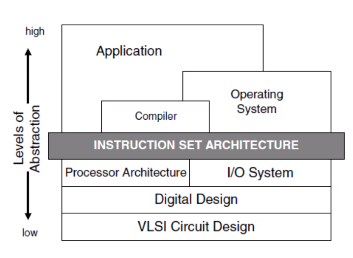 high
Application
Operating
System
Compiler
Levels of
Abstraction
INSTRUCTION SET ARCHITECTURE
Processor Architecture
I/O System
Digital Design
VLSI Circuit Design
low